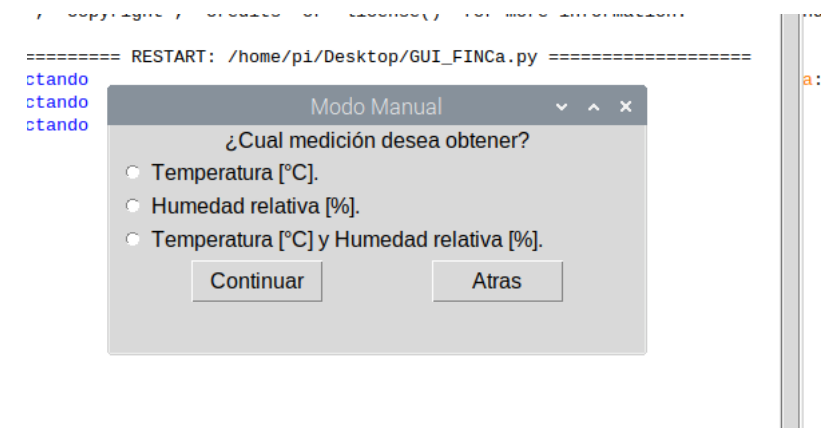 ========= RESTART: /home/pi/Desktop/GUI_FINCa.py ===================
ctando
ctando
ctando
Modo Manual
¿Cual medición desea obtener?
Temperatura [°C].
Humedad relativa [%].
Temperatura [°C] y Humedad relativa [%].
Continuar
Atras
a: